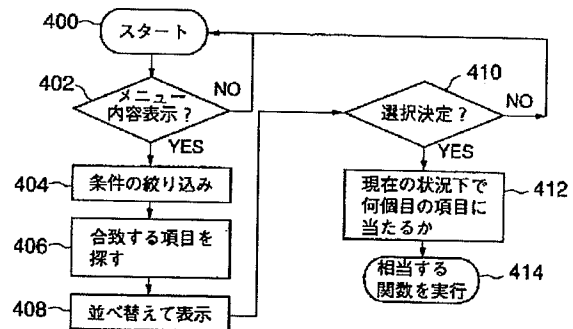 400
スタート
402
メニュー
内容表示？
NO
YES
404
条件の絞り込み
406
合致する項目を
探す
408
並べ替えて表示
410
選択決定？
NO
YES
現在の状況下で
何個目の項目に
当たるか
412
相当する
関数を実行
414